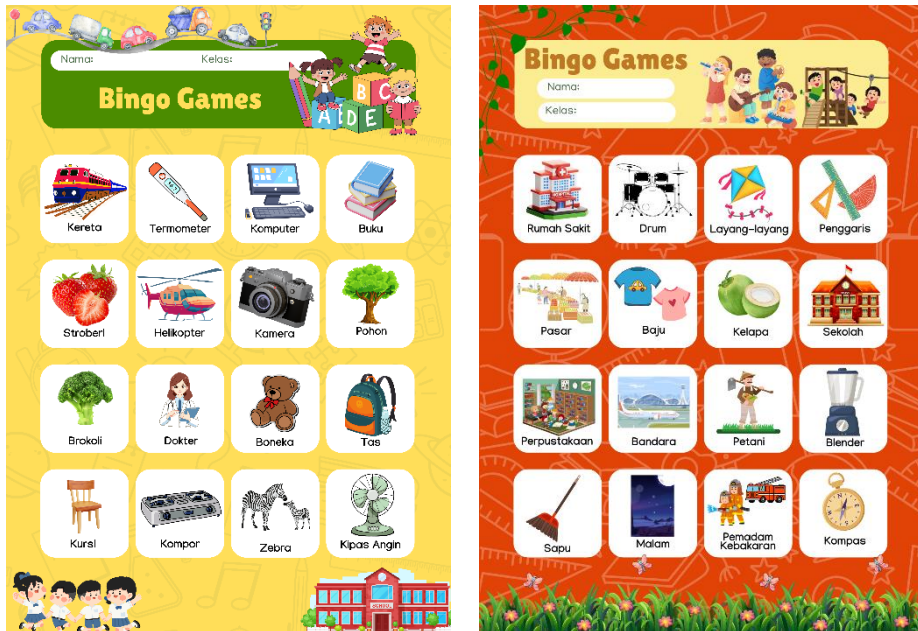 Nama:
Kelas:
Bingo Games
A
B
C
D
E
Kereta
Termometer
Komputer
Buku
Stroberi
Helikopter
Kamera
Pohon
Brokoli
Dokter
Boneka
Tas
Kursi
Kompor
Zebra
Kipas Angin
SCHOOL
Bingo Games
Nama:
Kelas:
Rumah Sakit
Drum
Layang-layang
Penggaris
Pasar
Baju
Kelapa
Sekolah
Perpustakaan
Bandara
Petani
Blender
Sapu
Malam
Pemadam
Kebakaran
Kompas